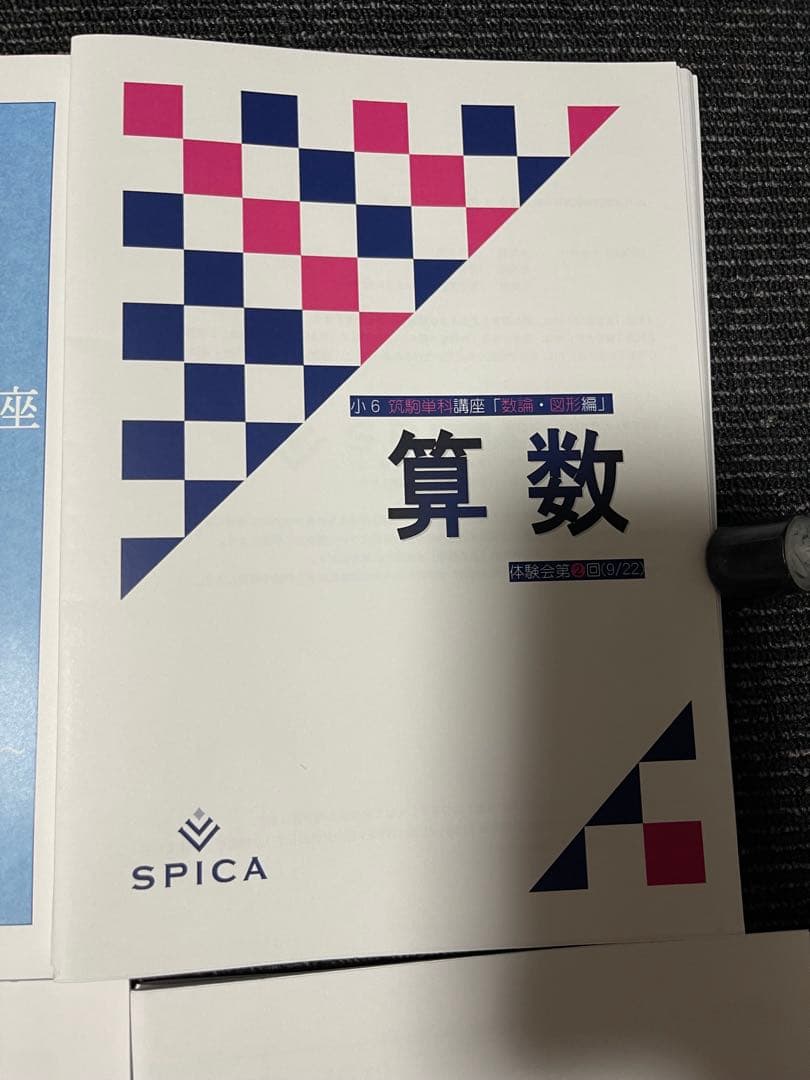 座
～
小6 筑駒単科講座「数論・図形編」
算数
体験会第②回(9/22)
SPICA